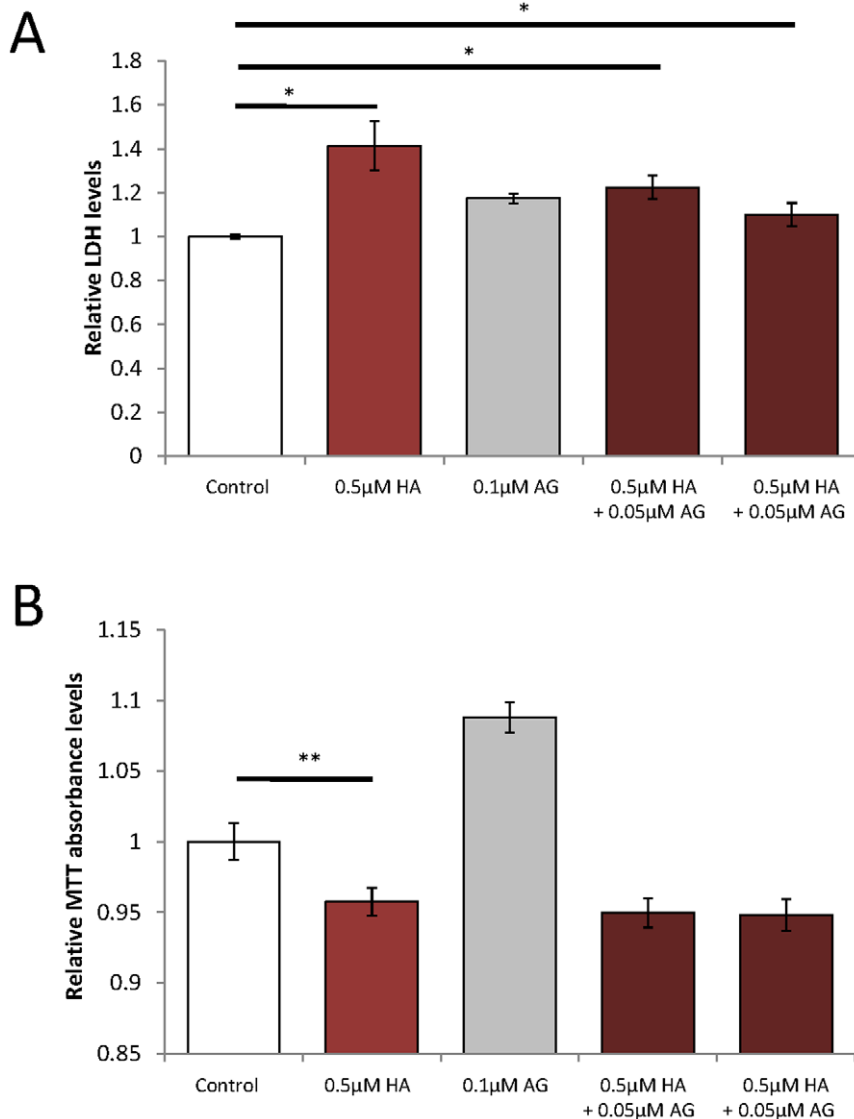 A
*
*
*
Relative LDH levels
1.8
1.6
1.4
1.2
1
0.8
0.6
0.4
0.2
0
Control
0.5µM HA
0.1µM AG
0.5µM HA
+ 0.05µM AG
0.5µM HA
+ 0.05µM AG
B
**
Relative MTT absorbance levels
1.15
1.1
1.05
1
0.95
0.9
0.85
Control
0.5µM HA
0.1µM AG
0.5µM HA
+ 0.05µM AG
0.5µM HA
+ 0.05µM AG